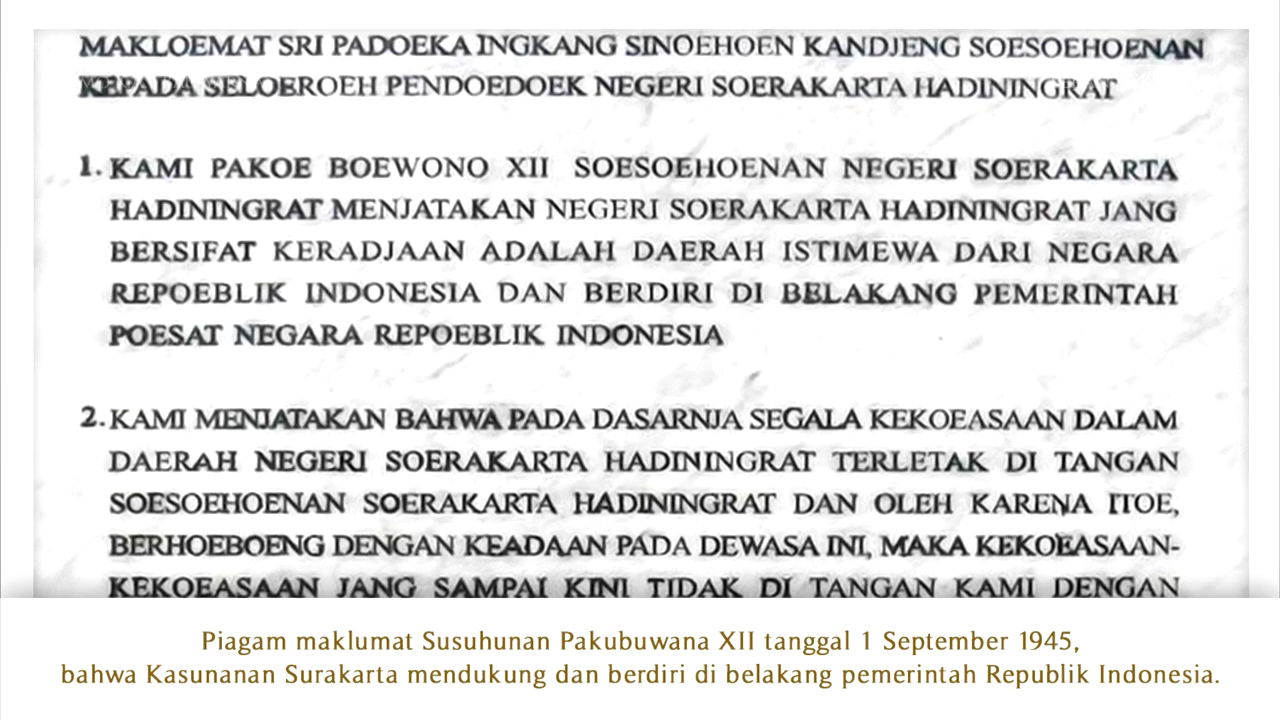 MAKLOEMAT SRI PADOEKA INGKANG SINOEHOEN KANDJENG SOESOEHOENAN
KEPADA SELOEROEH PENDOEDOEK NEGERI SOERAKARTA HADININGRAT
1. KAMI PAKOE BOEWONO XII SOESOEHOENAN NEGERI SOERAKARTA
HADININGRAT MENJATAKAN NEGERI SOERAKARTA HADININGRAT JANG
BERSIFAT KERADJAAN ADALAH DAERAH ISTIMEWA DARI NEGARA
REPOEBLIK INDONESIA DAN BERDIRI DI BELAKANG PEMERINTAH
POESAT NEGARA REPOEBLIK INDONESIA
2. KAMI MENJATAKAN BAHWA PADA DASARNJA SEGALA KEKOEASAAN DALAM
DAERAH NEGERI SOERAKARTA HADININGRAT TERLETAK DI TANGAN
SOESOEHOENAN SOERAKARTA HADININGRAT DAN OLEH KARENA ITOE,
BERHOEBOENG DENGAN KEADAAN PADA DEWASA INI, MAKA KEKOEASAAN-
KEKOEASAAN JANG SAMPAI KINI TIDAK DI TANGAN KAMI DENGAN
Piagam maklumat Susuhunan Pakubuwana XII tanggal 1 September 1945,
bahwa Kasunanan Surakarta mendukung dan berdiri di belakang pemerintah Republik Indonesia.